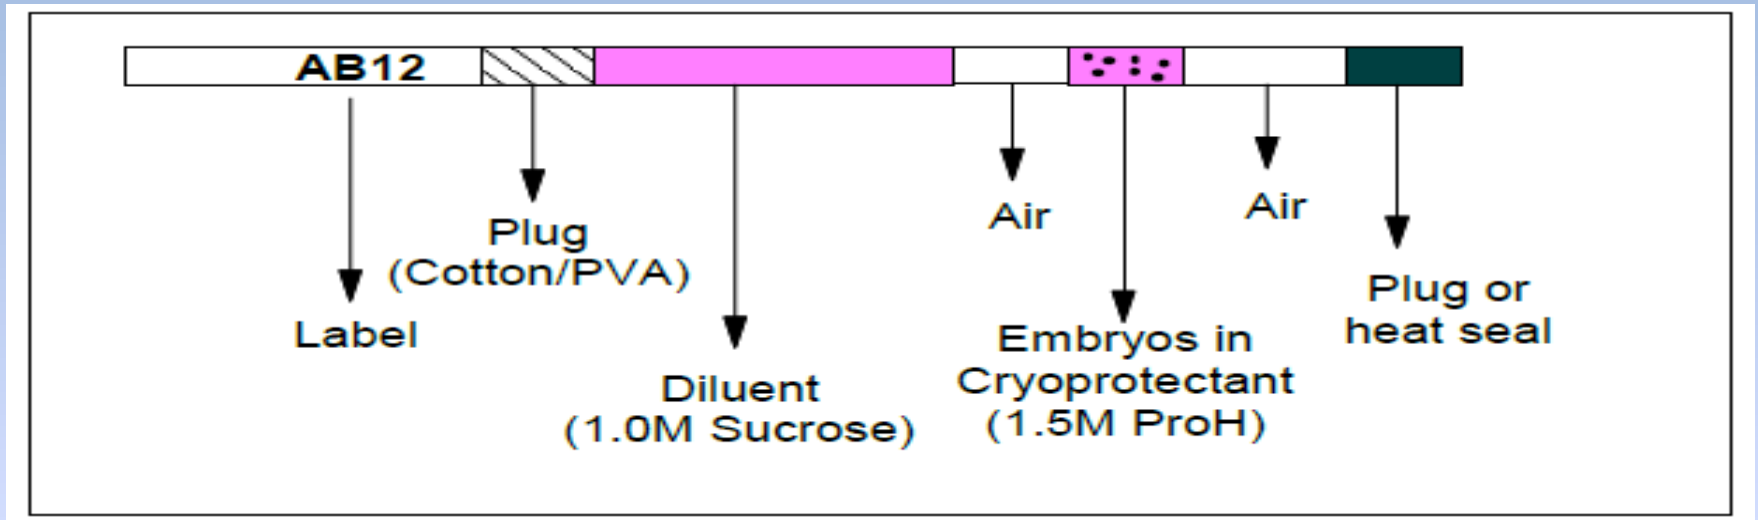 AB12
Label
Plug
(Cotton/PVA)
Diluent
(1.0M Sucrose)
Air
Embryos in
Cryoprotectant
(1.5M ProH)
Air
Plug or
heat seal